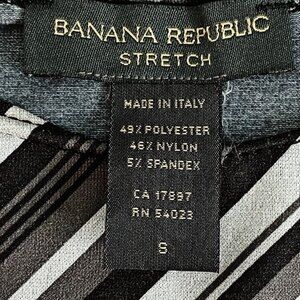 BANANA REPUBLIC
STRETCH
MADE IN ITALY
49% POLYESTER
46% NYLON
5% SPANDEX
CA 17897
RN 54023
S